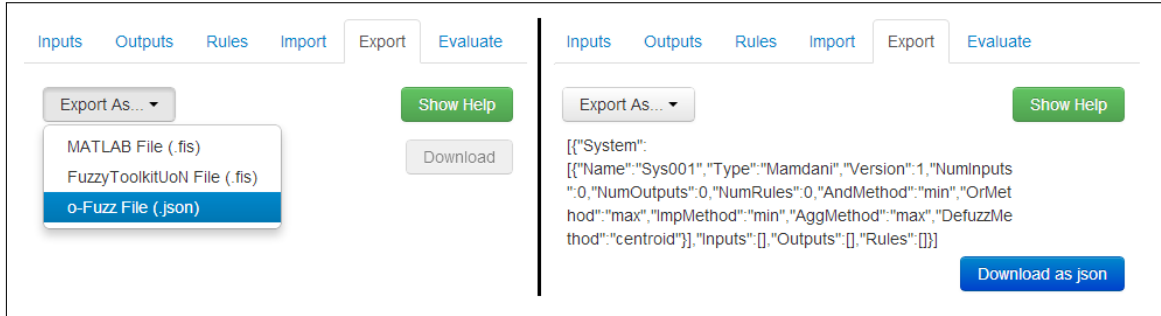 Inputs Outputs Rules Import Export Evaluate
Export As...
Show Help
MATLAB File (.fis)
Download
FuzzyToolkitUoN File (.fis)
o-Fuzz File (.json)
Inputs Outputs Rules Import Export Evaluate
Export As...
Show Help
[{"System":
[{"Name":"Sys001","Type":"Mamdani","Version":1,"NumInputs
":0,"NumOutputs":0,"NumRules":0,"AndMethod":"min","OrMet
hod":"max","ImpMethod":"min","AggMethod":"max","DefuzzMe
thod":"centroid"}],"Inputs":[],"Outputs":[],"Rules":[]}]
Download as json